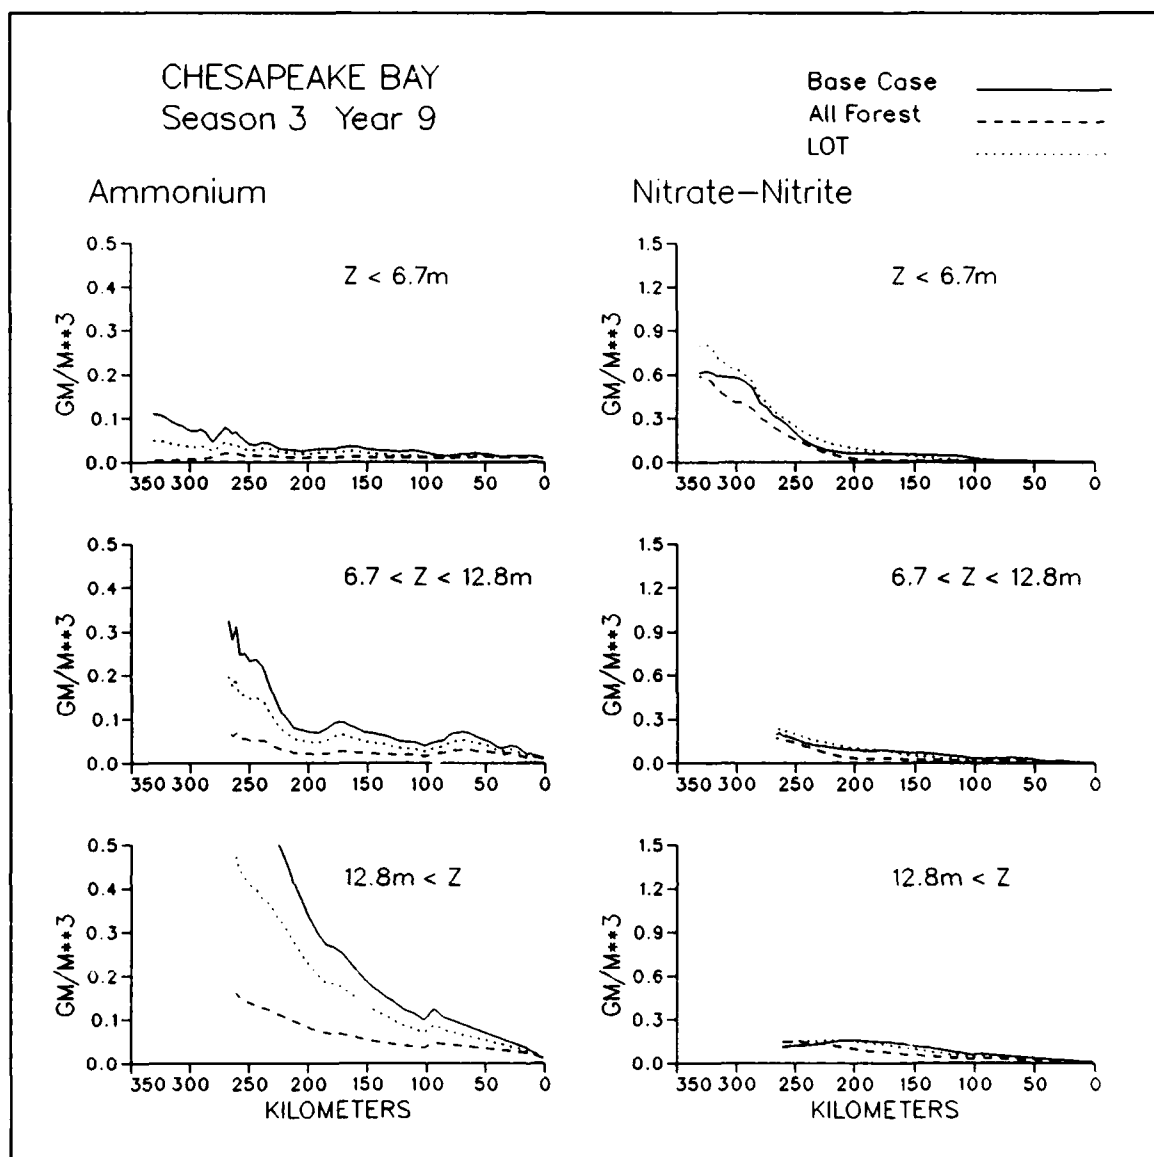 CHESAPEAKE BAY
Season 3 Year 9
Base Case
All Forest
LOT
Ammonium
Nitrate-Nitrite
Z < 6.7m
GM/M**3
0.5
0.4
0.3
0.2
0.1
0.0
350 300 250 200 150 100 50 0
Z < 6.7m
GM/M**3
1.5
1.2
0.9
0.6
0.3
0.0
350 300 250 200 150 100 50 0
6.7 < Z < 12.8m
GM/M**3
0.5
0.4
0.3
0.2
0.1
0.0
350 300 250 200 150 100 50 0
6.7 < Z < 12.8m
GM/M**3
1.5
1.2
0.9
0.6
0.3
0.0
350 300 250 200 150 100 50 0
12.8m < Z
GM/M**3
0.5
0.4
0.3
0.2
0.1
0.0
350 300 250 200 150 100 50 0
KILOMETERS
12.8m < Z
GM/M**3
1.5
1.2
0.9
0.6
0.3
0.0
350 300 250 200 150 100 50 0
KILOMETERS